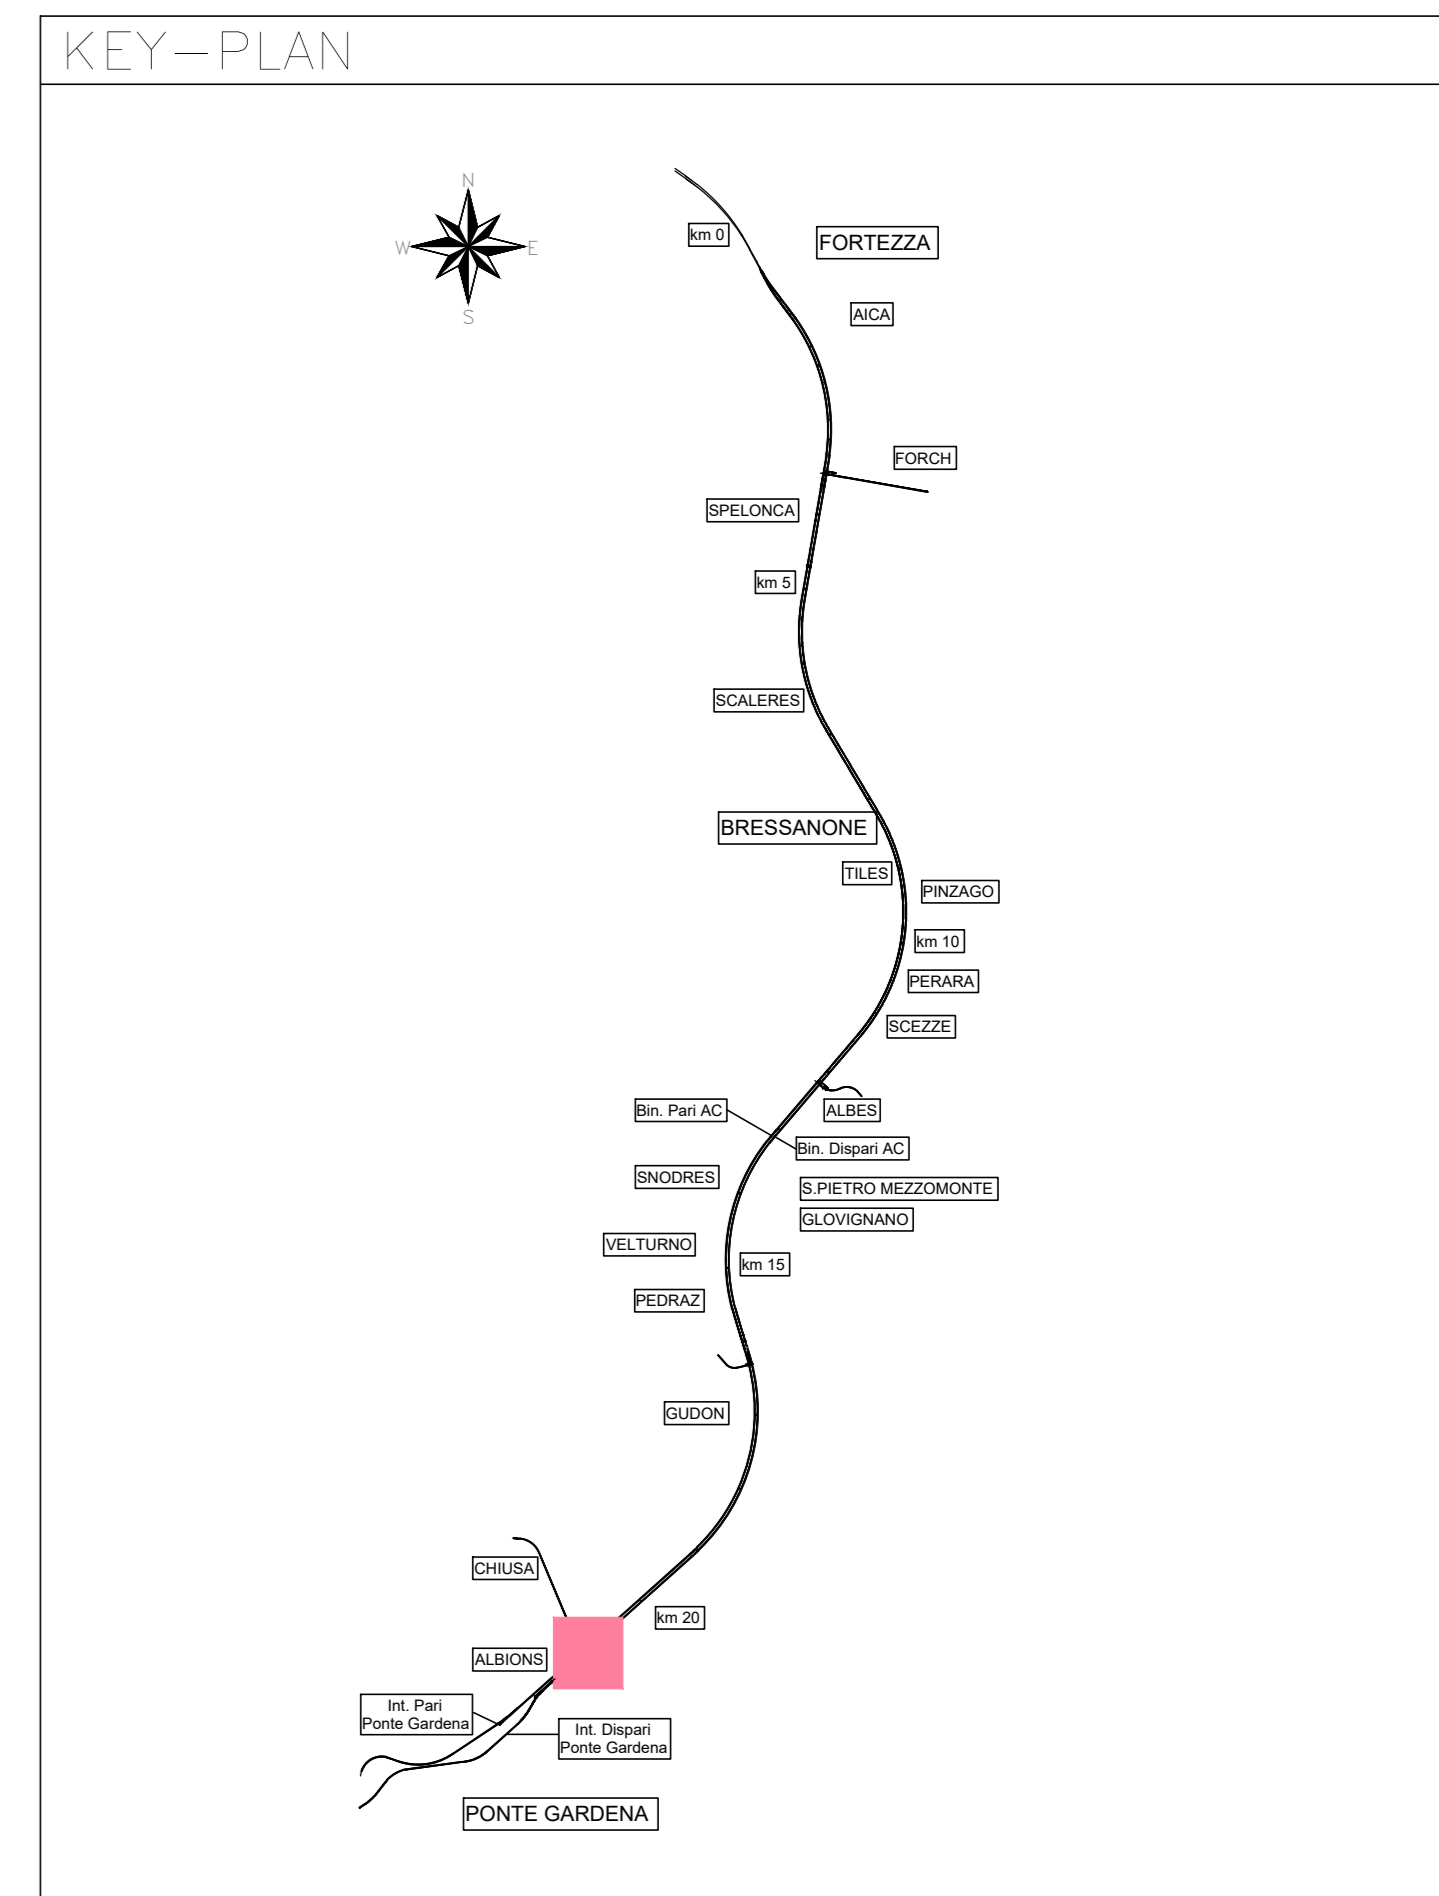 KEY-PLAN
N
W
E
S
km 0
FORTEZZA
AICA
FORCH
SPELONCA
km 5
SCALERES
BRESSANONE
TILES
PINZAGO
km 10
PERARA
SCEZZE
Bin. Pari AC
ALBES
Bin. Dispari AC
SNODRES
S.PIETRO MEZZOMONTE
GLOVIGNANO
VELTURNO
km 15
PEDRAZ
GUDON
CHIUSA
km 20
ALBIONS
Int. Pari
Ponte Gardena
Int. Dispari
Ponte Gardena
PONTE GARDENA